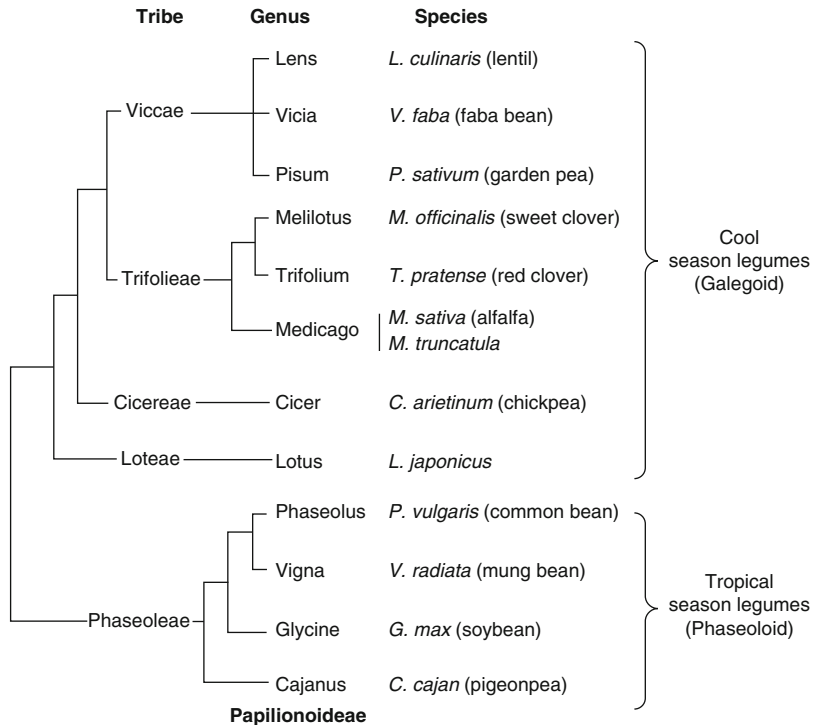 Tribe Genus Species
Lens L. culinaris (lentil)
Viccae Vicia V. faba (faba bean)
Pisum P. sativum (garden pea)
Melilotus M. officinalis (sweet clover)
Trifolieae Trifolium T. pratense (red clover)
Medicago M. sativa (alfalfa)
M. truncatula
Cicereae Cicer C. arietinum (chickpea)
Loteae Lotus L. japonicus
Cool
season legumes
(Galegoid)
Phaseolus P. vulgaris (common bean)
Vigna V. radiata (mung bean)
Phaseoleae Glycine G. max (soybean)
Cajanus C. cajan (pigeonpea)
Tropical
season legumes
(Phaseoloid)
Papilionoideae